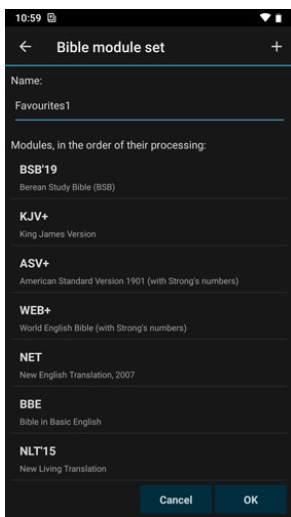 10:59
Bible module set
Name:
Favourites1
Modules, in the order of their processing:
BSB'19
Berean Study Bible (BSB)
KJV+
King James Version
ASV+
American Standard Version 1901 (with Strong's numbers)
WEB+
World English Bible (with Strong's numbers)
NET
New English Translation, 2007
BBE
Bible in Basic English
NLT'15
New Living Translation
Cancel OK